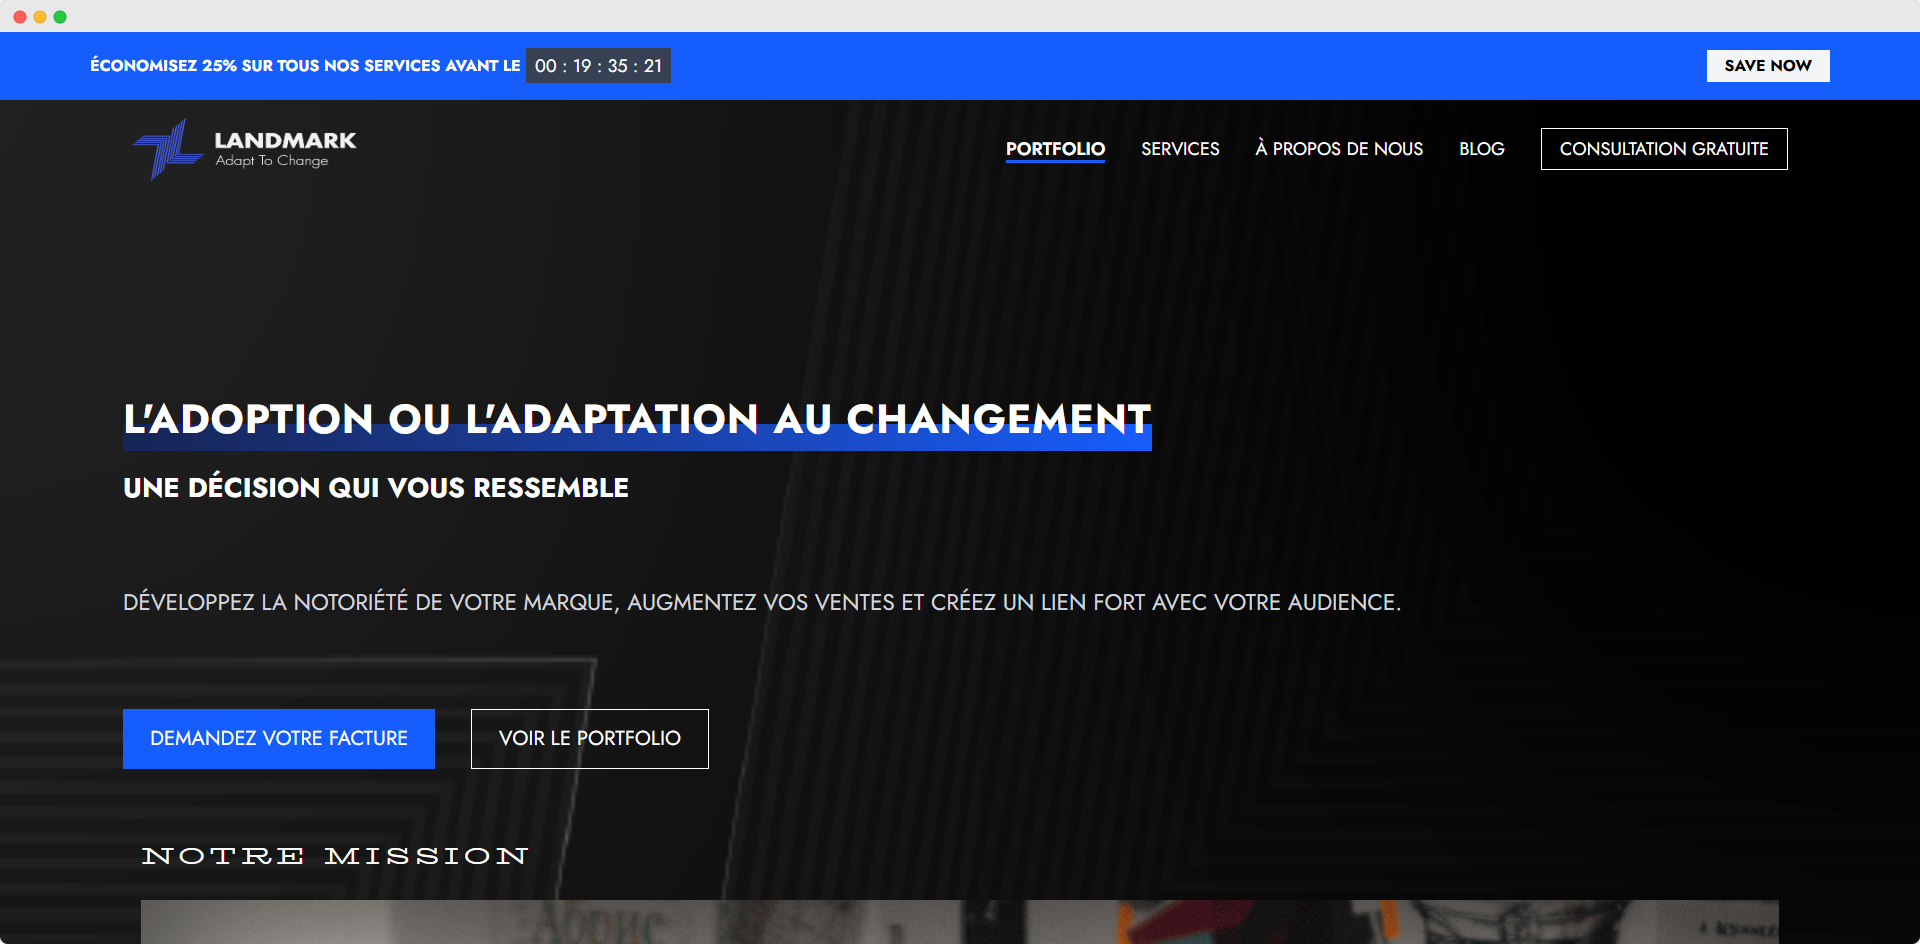 ÉCONOMISEZ 25% SUR TOUS NOS SERVICES AVANT LE 00 : 19 : 35 : 21 SAVE NOW
LANDMARK
Adapt To Change
PORTFOLIO SERVICES À PROPOS DE NOUS BLOG CONSULTATION GRATUITE
L'ADOPTION OU L'ADAPTATION AU CHANGEMENT
UNE DÉCISION QUI VOUS RESSEMBLE
DÉVELOPPEZ LA NOTORIÉTÉ DE VOTRE MARQUE, AUGMENTEZ VOS VENTES ET CRÉEZ UN LIEN FORT AVEC VOTRE AUDIENCE.
DEMANDEZ VOTRE FACTURE VOIR LE PORTFOLIO
NOTRE MISSION